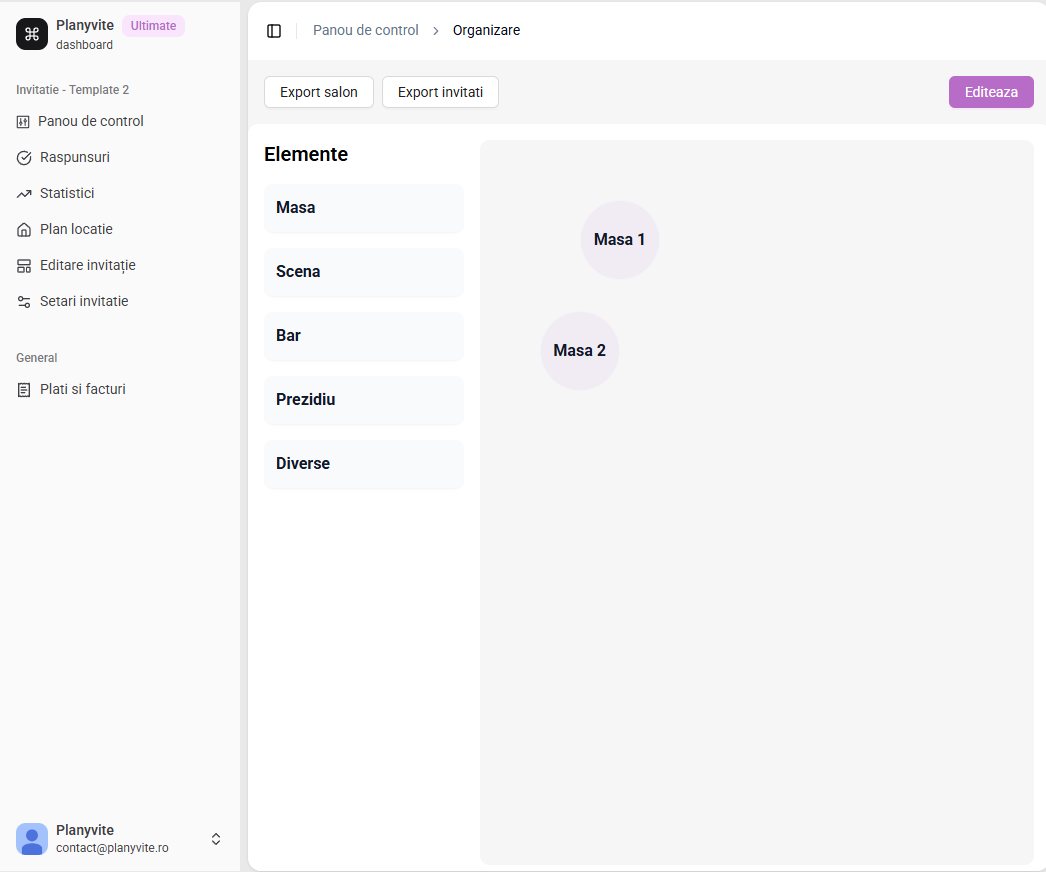 Planyvite
Ultimate
dashboard
Invitatie - Template 2
Panou de control
Raspunsuri
Statistici
Plan locatie
Editare invitație
Setari invitatie
General
Plati si facturi
Planyvite
contact@planyvite.ro
Panou de control
Organizare
Export salon
Export invitati
Editeaza
Elemente
Masa
Scena
Bar
Prezidiu
Diverse
Masa 1
Masa 2